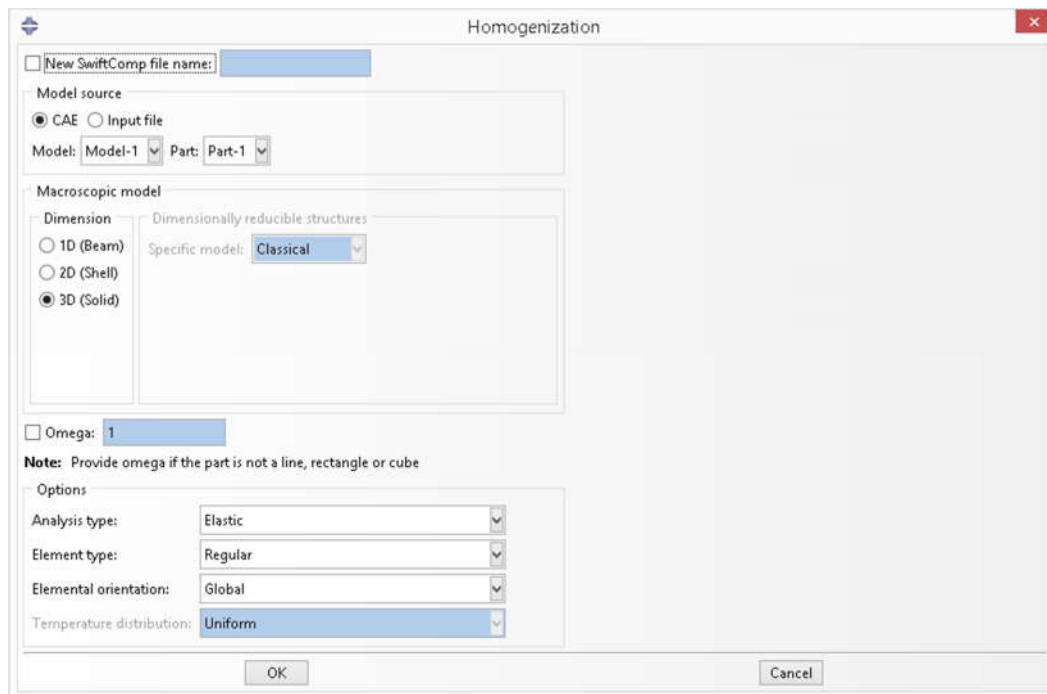 Homogenization
New SwiftComp file name:
Model source
CAE Input file
Model: Model-1 Part: Part-1
Macroscopic model
Dimension Dimensionally reducible structures
1D (Beam) Specific model: Classical
2D (Shell)
3D (Solid)
Omega: 1
Note: Provide omega if the part is not a line, rectangle or cube
Options
Analysis type: Elastic
Element type: Regular
Elemental orientation: Global
Temperature distribution: Uniform
OK Cancel